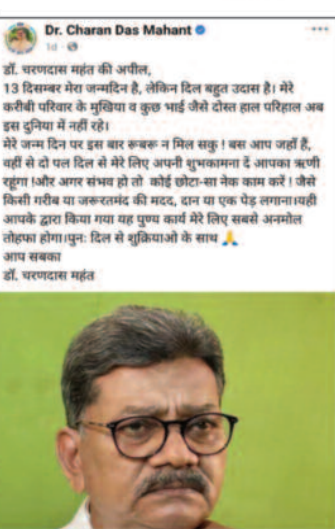 Dr. Charan Das Mahant
1d
डॉ. चरणदास महंत की अपील,
13 दिसम्बर मेरा जन्मदिन है, लेकिन दिल बहुत उदास है। मेरे
करीबी परिवार के मुखिया व कुछ भाई जैसे दोस्त हाल परिहाल अब
इस दुनिया में नहीं रहे।
मेरे जन्म दिन पर इस बार रूबरू न मिल सकु ! बस आप जहाँ हैं,
वहीं से दो पल दिल से मेरे लिए अपनी शुभकामना दें आपका ऋणी
रहूंगा !और अगर संभव हो तो कोई छोटा-सा नेक काम करें ! जैसे
किसी गरीब या जरूरतमंद की मदद, दान या एक पेड़ लगाना।यही
आपके द्वारा किया गया यह पुण्य कार्य मेरे लिए सबसे अनमोल
तोहफा होगा।पुनः दिल से शुक्रियाओ के साथ 🙏
आप सबका
डॉ. चरणदास महंत